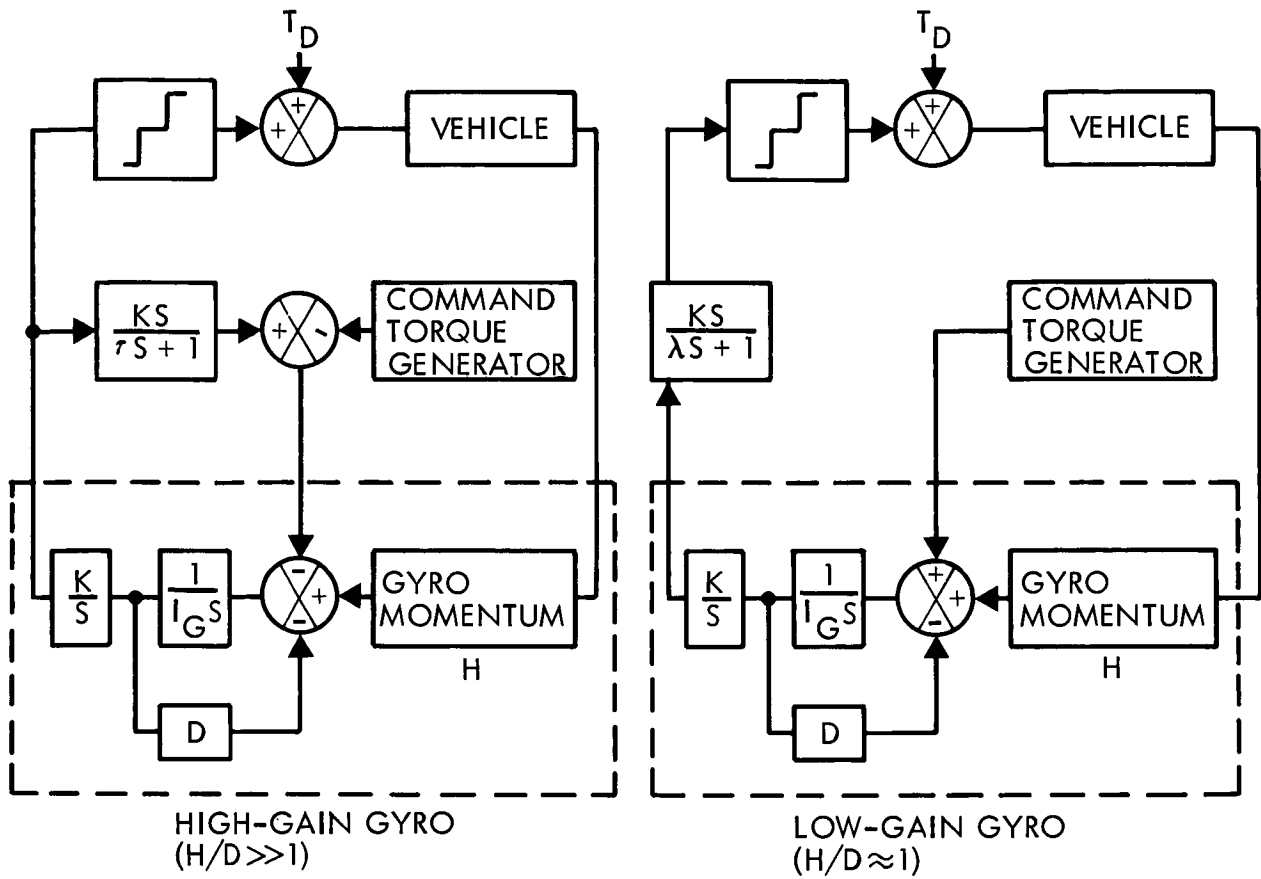 T_D
+
+
VEHICLE
KS
τS + 1
+
-
COMMAND
TORQUE
GENERATOR
K
S
1
I_G S
-
+
-
GYRO
MOMENTUM
H
D
HIGH-GAIN GYRO
(H/D>>1)
T_D
+
+
VEHICLE
KS
λS + 1
COMMAND
TORQUE
GENERATOR
K
S
1
I_G S
+
+
-
GYRO
MOMENTUM
H
D
LOW-GAIN GYRO
(H/D≈1)